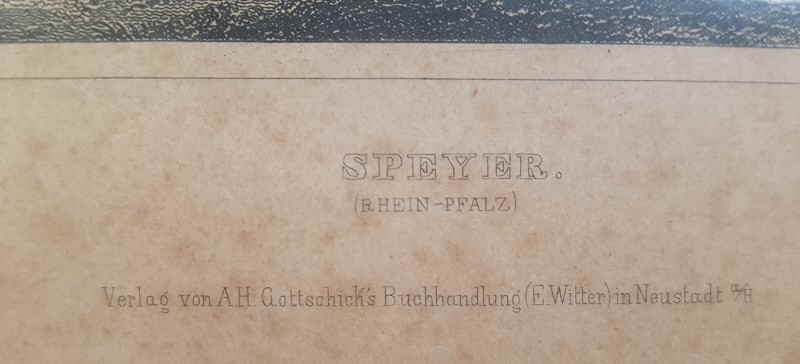 SPEYER.
(RHEIN-PFALZ)
Verlag von A.H. Gottschick's Buchhandlung (E.Witter) in Neustadt a/H